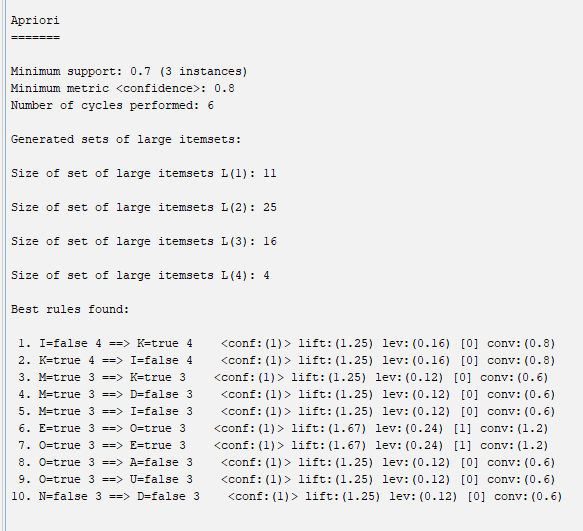 Apriori
=======
Minimum support: 0.7 (3 instances)
Minimum metric <confidence>: 0.8
Number of cycles performed: 6
Generated sets of large itemsets:
Size of set of large itemsets L(1): 11
Size of set of large itemsets L(2): 25
Size of set of large itemsets L(3): 16
Size of set of large itemsets L(4): 4
Best rules found:
1. I=false 4 ==> K=true 4    <conf:(1)> lift:(1.25) lev:(0.16) [0] conv:(0.8)
2. K=true 4 ==> I=false 4    <conf:(1)> lift:(1.25) lev:(0.16) [0] conv:(0.8)
3. M=true 3 ==> K=true 3    <conf:(1)> lift:(1.25) lev:(0.12) [0] conv:(0.6)
4. M=true 3 ==> D=false 3    <conf:(1)> lift:(1.25) lev:(0.12) [0] conv:(0.6)
5. M=true 3 ==> I=false 3    <conf:(1)> lift:(1.25) lev:(0.12) [0] conv:(0.6)
6. E=true 3 ==> O=true 3    <conf:(1)> lift:(1.67) lev:(0.24) [1] conv:(1.2)
7. O=true 3 ==> E=true 3    <conf:(1)> lift:(1.67) lev:(0.24) [1] conv:(1.2)
8. O=true 3 ==> A=false 3    <conf:(1)> lift:(1.25) lev:(0.12) [0] conv:(0.6)
9. O=true 3 ==> U=false 3    <conf:(1)> lift:(1.25) lev:(0.12) [0] conv:(0.6)
10. N=false 3 ==> D=false 3    <conf:(1)> lift:(1.25) lev:(0.12) [0] conv:(0.6)